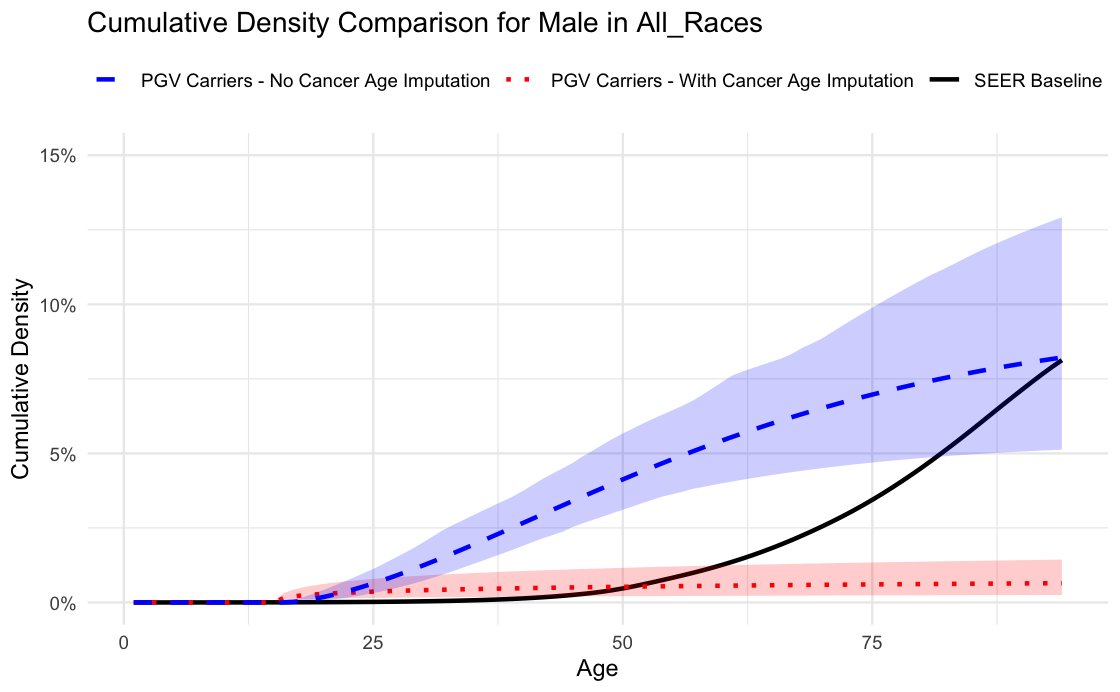 Cumulative Density Comparison for Male in All_Races
PGV Carriers - No Cancer Age Imputation PGV Carriers - With Cancer Age Imputation SEER Baseline
15%
10%
5%
0%
Cumulative Density
0 25 50 75
Age